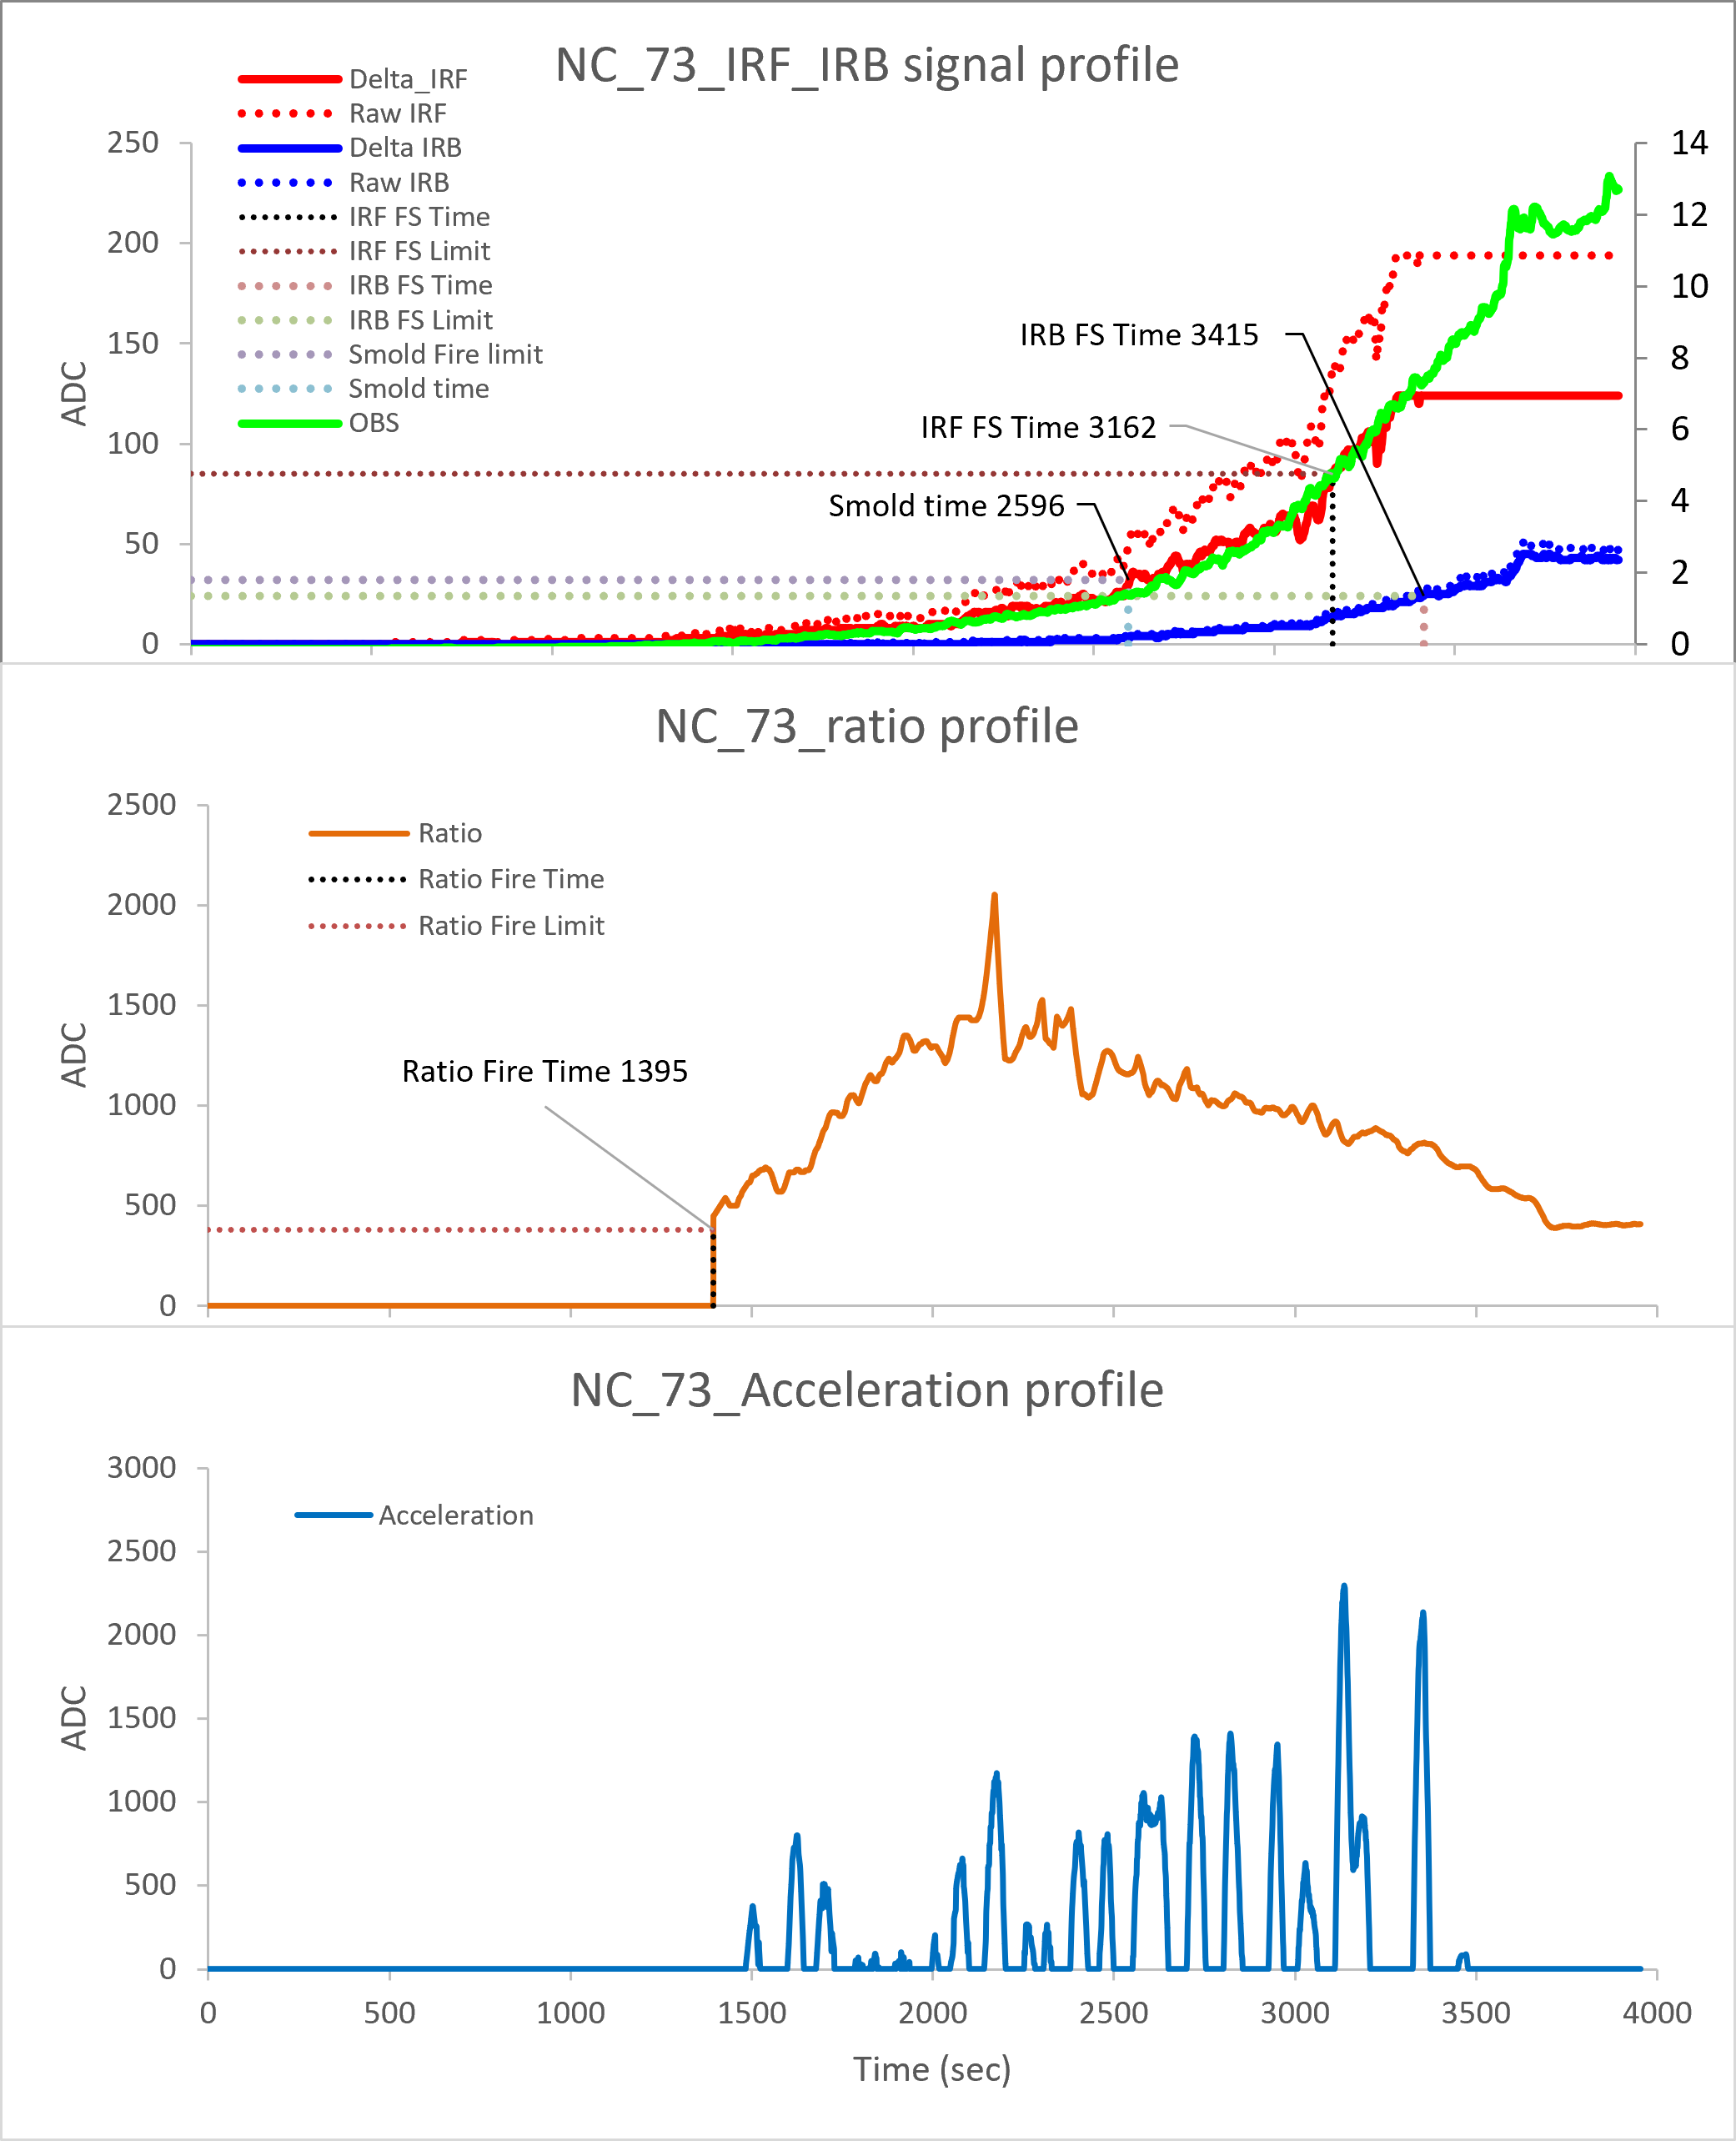 NC_73_IRF_IRB signal profile
Delta_IRF
Raw IRF
Delta IRB
Raw IRB
IRF FS Time
IRF FS Limit
IRB FS Time
IRB FS Limit
Smold Fire limit
Smold time
OBS
250
200
150
100
50
0
ADC
14
12
10
8
6
4
2
0
IRB FS Time 3415
IRF FS Time 3162
Smold time 2596
NC_73_ratio profile
2500
2000
1500
1000
500
0
ADC
Ratio
Ratio Fire Time
Ratio Fire Limit
Ratio Fire Time 1395
NC_73_Acceleration profile
3000
2500
2000
1500
1000
500
0
ADC
Acceleration
0 500 1000 1500 2000 2500 3000 3500 4000
Time (sec)